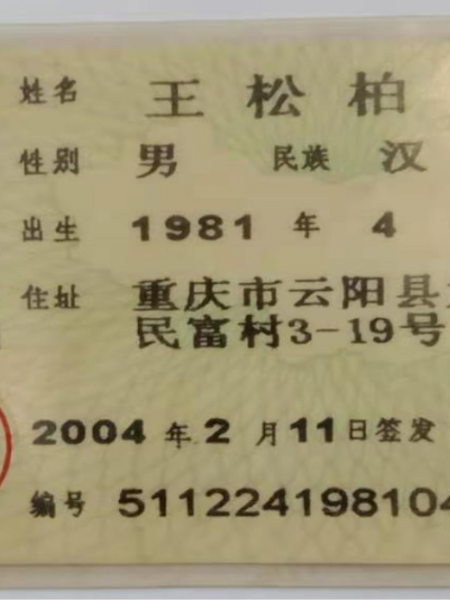 姓名 王松柏
性别 男 民族 汉
出生 1981 年 4
住址 重庆市云阳县
民富村3-19号
2004 年 2 月 11日签发
编号 51122419810